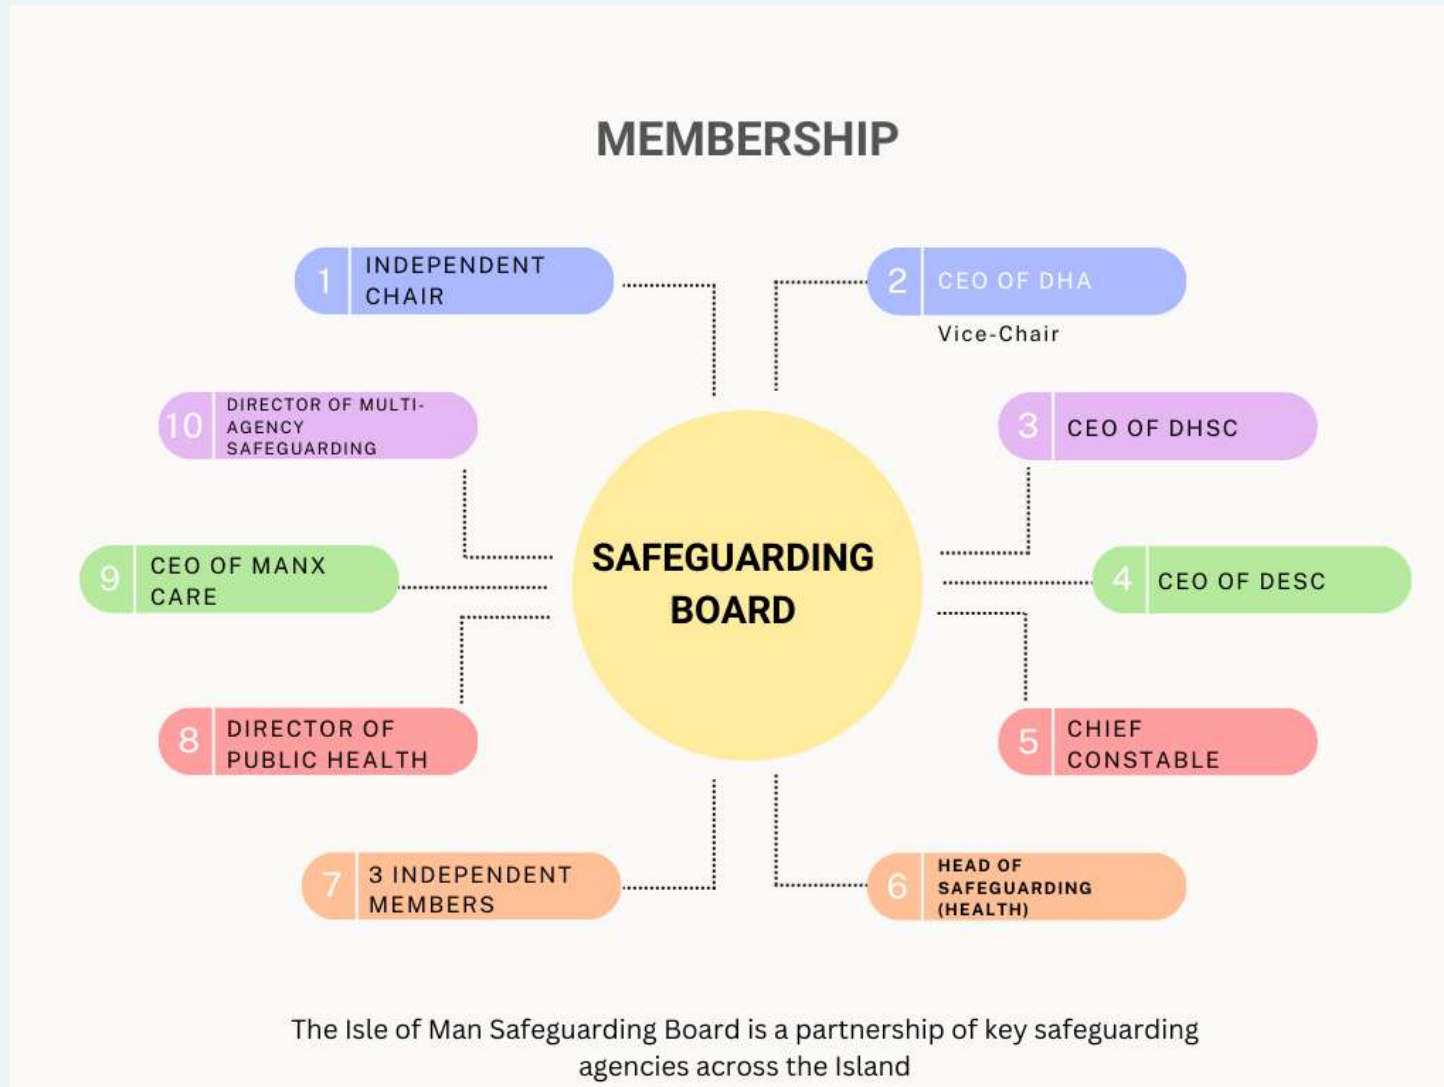 MEMBERSHIP
1
INDEPENDENT
CHAIR
2
CEO OF DHA
Vice-Chair
10
DIRECTOR OF MULTI-
AGENCY
SAFEGUARDING
3
CEO OF DHSC
SAFEGUARDING
BOARD
9
CEO OF MANX
CARE
4
CEO OF DESC
8
DIRECTOR OF
PUBLIC HEALTH
5
CHIEF
CONSTABLE
7
3 INDEPENDENT
MEMBERS
6
HEAD OF
SAFEGUARDING
(HEALTH)
The Isle of Man Safeguarding Board is a partnership of key safeguarding
agencies across the Island